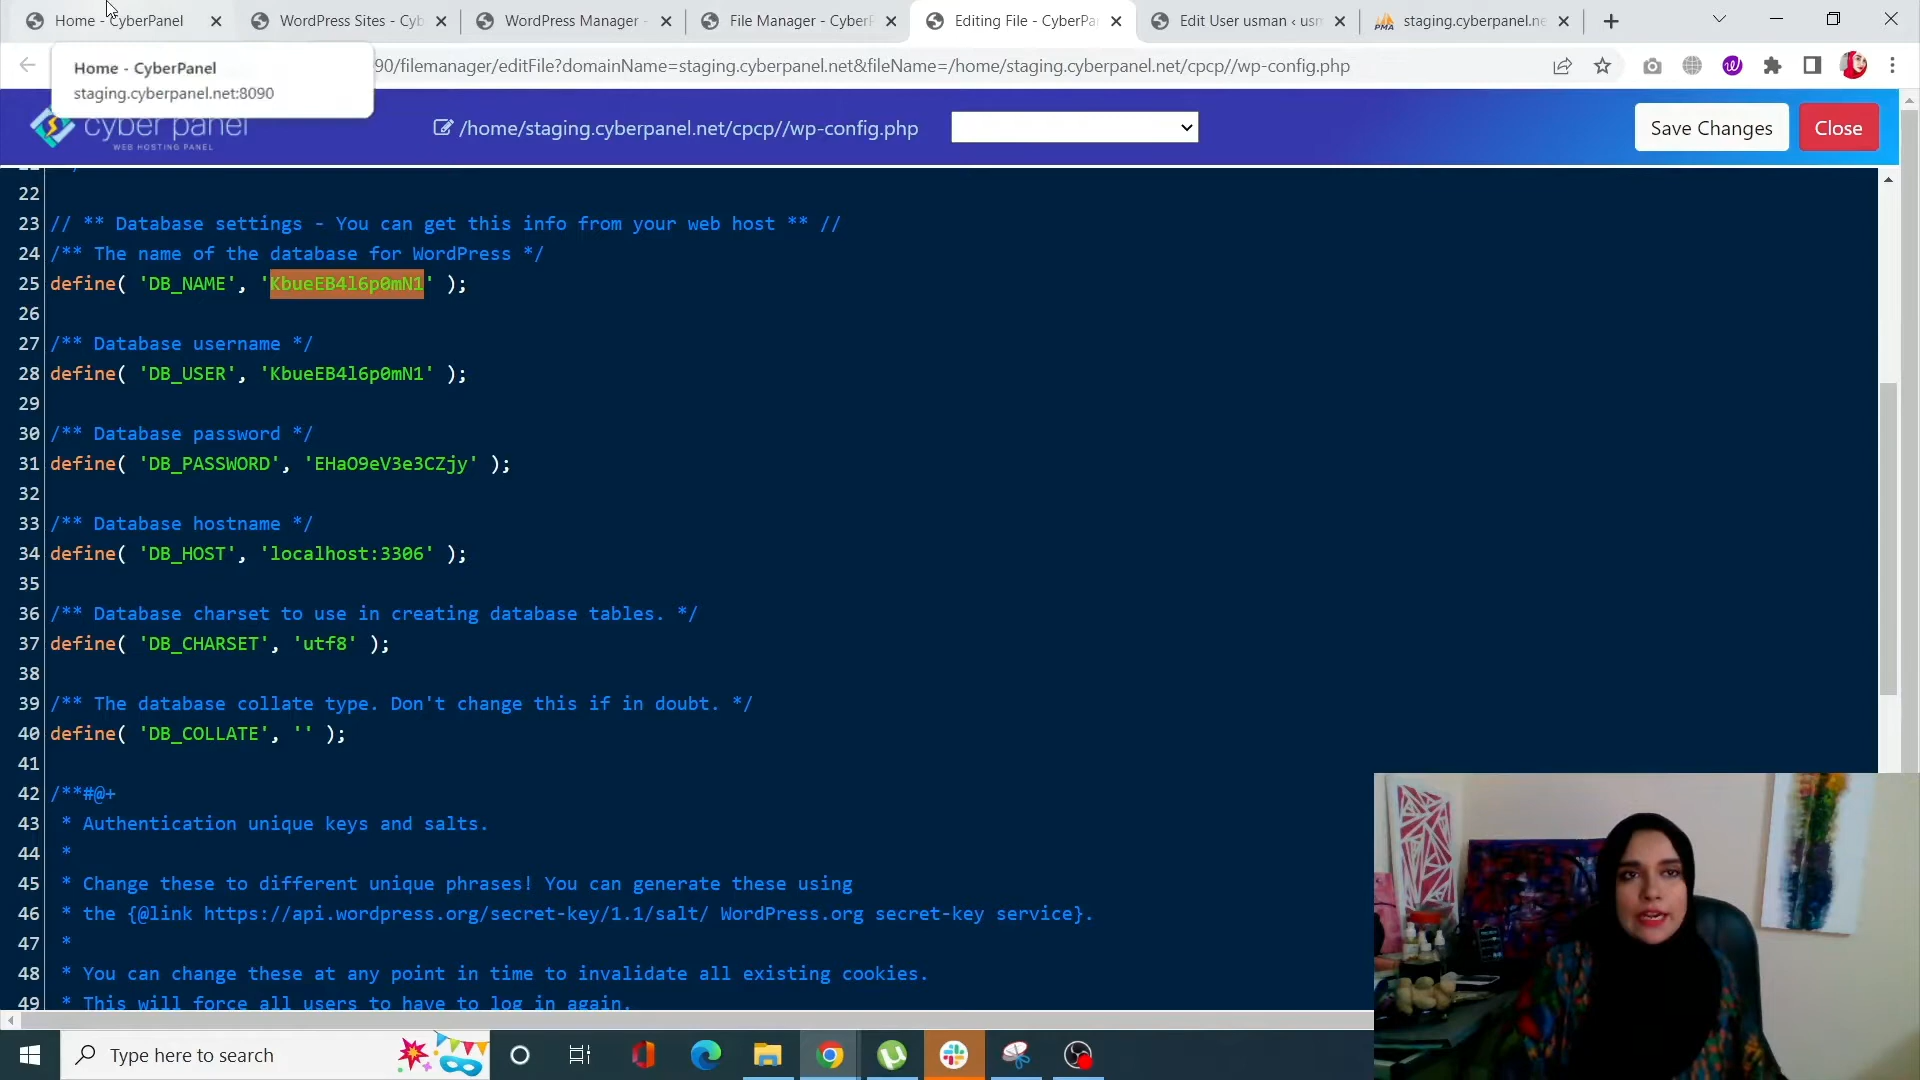 Home - CyberPanel
WordPress Sites - Cyb
WordPress Manager -
File Manager - CyberP
Editing File - CyberPa
Edit User usman ‹ usm
PMA
staging.cyberpanel.ne
Home - CyberPanel
staging.cyberpanel.net:8090
90/filemanager/editFile?domainName=staging.cyberpanel.net&fileName=/home/staging.cyberpanel.net/cpcp//wp-config.php
cyber panel
WEB HOSTING PANEL
/home/staging.cyberpanel.net/cpcp//wp-config.php
Save Changes
Close
22
23 // ** Database settings - You can get this info from your web host ** //
24 /** The name of the database for WordPress */
25 define( 'DB_NAME', 'KbueEB4l6p0mN1' );
26
27 /** Database username */
28 define( 'DB_USER', 'KbueEB4l6p0mN1' );
29
30 /** Database password */
31 define( 'DB_PASSWORD', 'EHaO9eV3e3CZjy' );
32
33 /** Database hostname */
34 define( 'DB_HOST', 'localhost:3306' );
35
36 /** Database charset to use in creating database tables. */
37 define( 'DB_CHARSET', 'utf8' );
38
39 /** The database collate type. Don't change this if in doubt. */
40 define( 'DB_COLLATE', '' );
41
42 /**#@+
43 * Authentication unique keys and salts.
44 *
45 * Change these to different unique phrases! You can generate these using
46 * the {@link https://api.wordpress.org/secret-key/1.1/salt/ WordPress.org secret-key service}.
47 *
48 * You can change these at any point in time to invalidate all existing cookies.
49 * This will force all users to have to log in again.
Type here to search